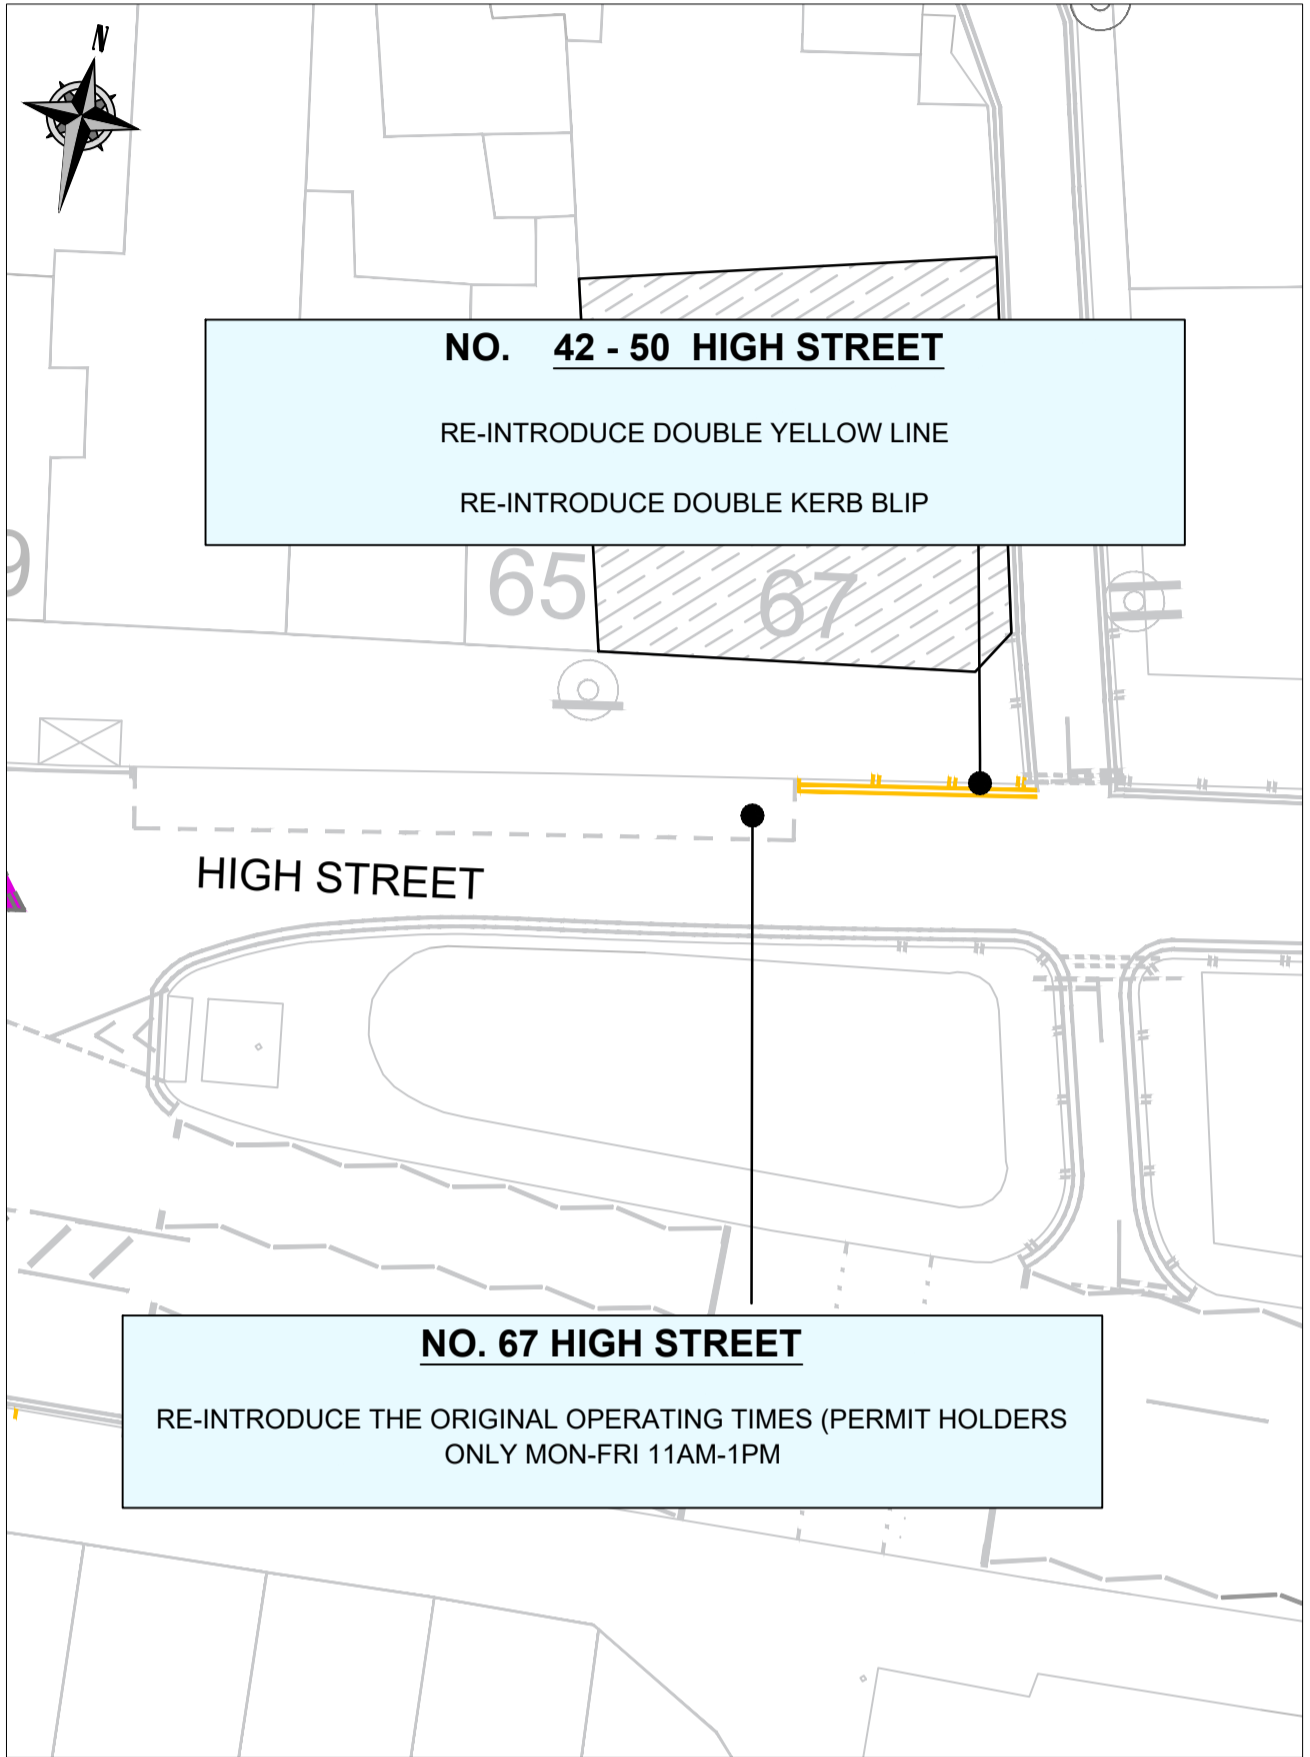 N
NO. 42 - 50 HIGH STREET
RE-INTRODUCE DOUBLE YELLOW LINE
RE-INTRODUCE DOUBLE KERB BLIP
9
65
67
HIGH STREET
NO. 67 HIGH STREET
RE-INTRODUCE THE ORIGINAL OPERATING TIMES (PERMIT HOLDERS
ONLY MON-FRI 11AM-1PM